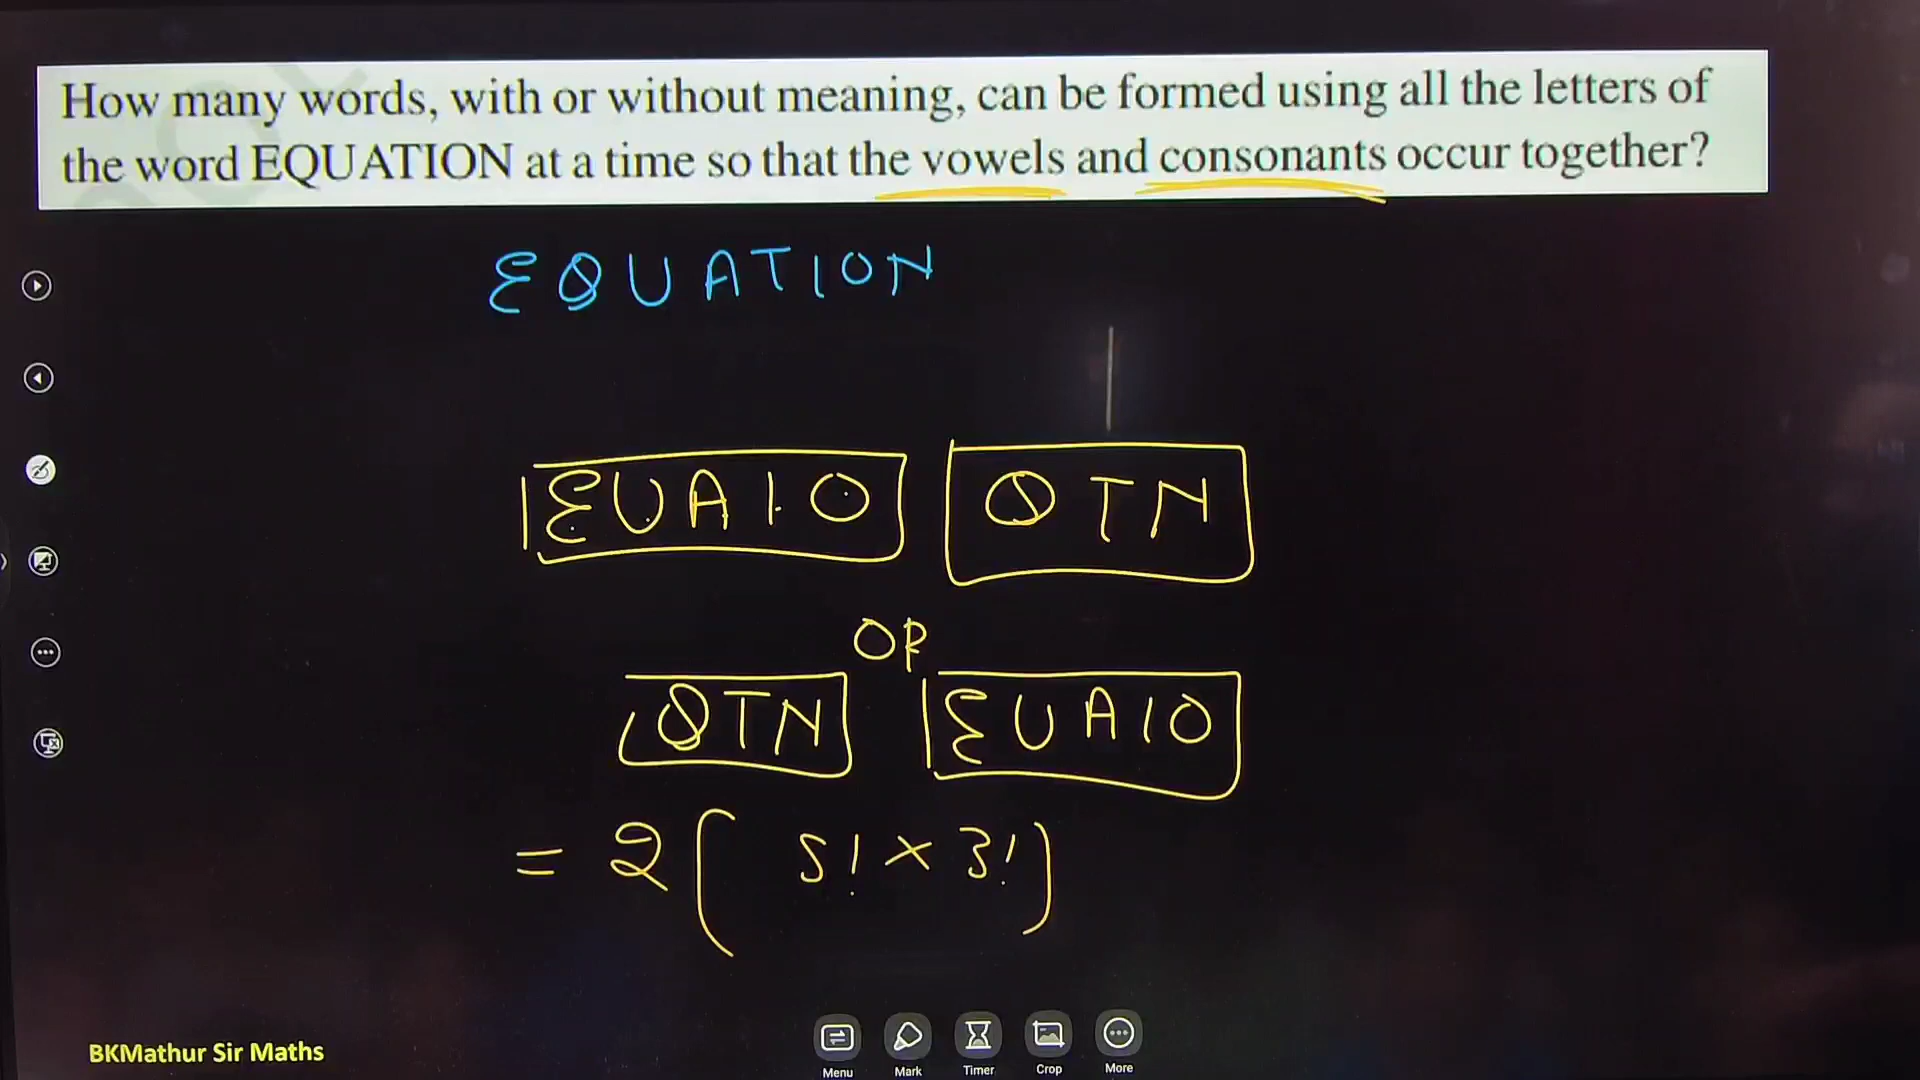 How many words, with or without meaning, can be formed using all the letters of
the word EQUATION at a time so that the vowels and consonants occur together?
EQUATION
EUAIO QTN
OR
QTN EUAIO
= 2 ( 5! × 3! )
BKMathur Sir Maths
Menu Mark Timer Crop More